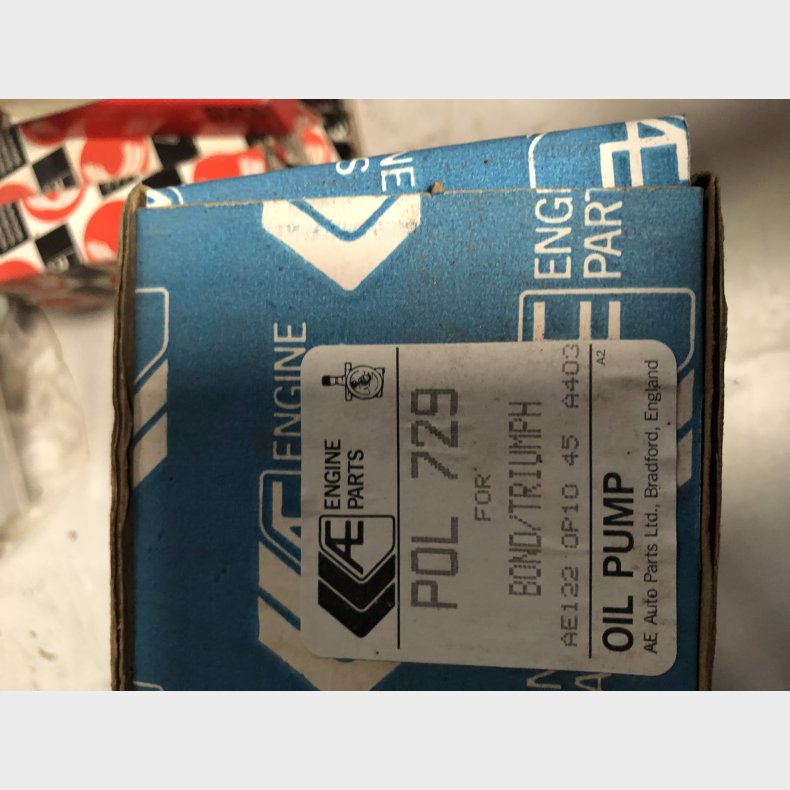 NE
S
ENGI
PART
Æ
ENGINE
Æ
ENGINE
PARTS
POL 729
FOR
BOND/TRIUMPH
AE122 OP10 45 A403
A2
OIL PUMP
AE Auto Parts Ltd., Bradford, England